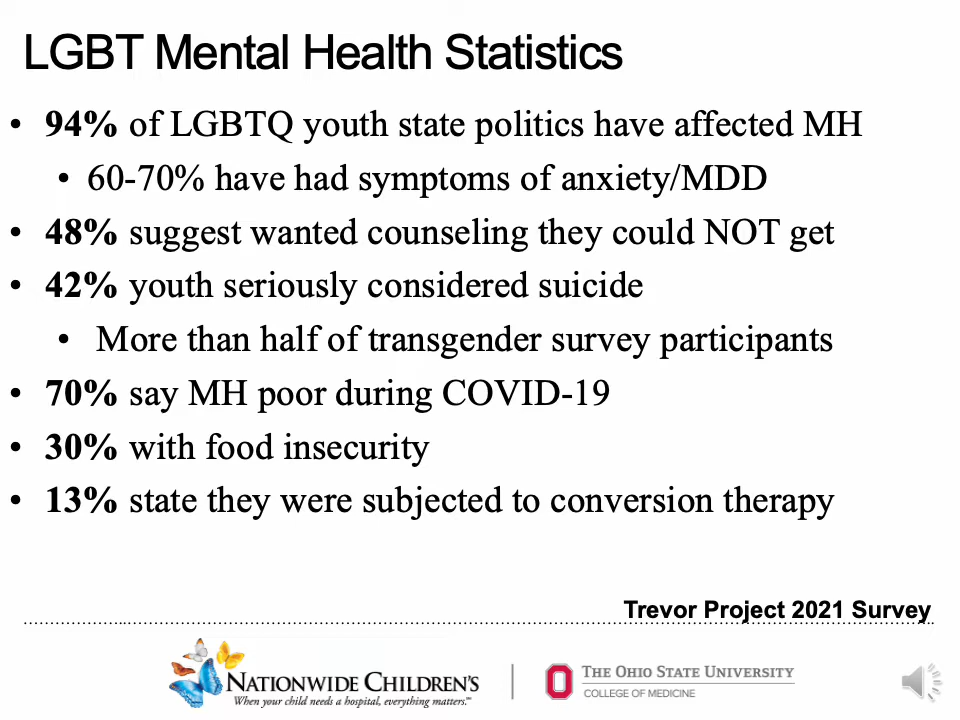 LGBT Mental Health Statistics
• 94% of LGBTQ youth state politics have affected MH
• 60-70% have had symptoms of anxiety/MDD
• 48% suggest wanted counseling they could NOT get
• 42% youth seriously considered suicide
• More than half of transgender survey participants
• 70% say MH poor during COVID-19
• 30% with food insecurity
• 13% state they were subjected to conversion therapy
Trevor Project 2021 Survey
NATIONWIDE CHILDREN'S
When your child needs a hospital, everything matters.™
THE OHIO STATE UNIVERSITY
COLLEGE OF MEDICINE